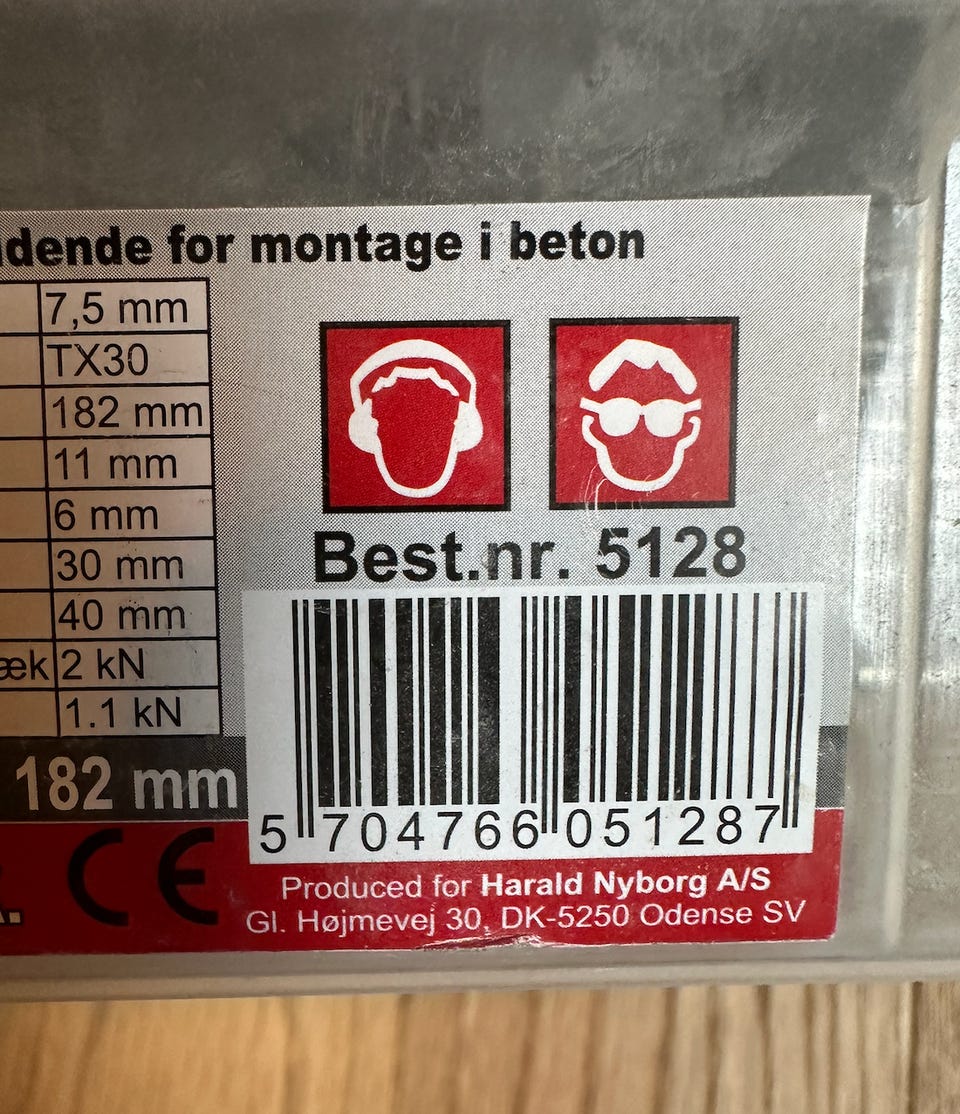 for montage i beton
7,5 mm
TX30
182 mm
11 mm
6 mm
30 mm
40 mm
2 kN
1.1 kN
182 mm
Best.nr. 5128
5 704766 051287
CE
Produced for Harald Nyborg A/S
Gl. Højmevej 30, DK-5250 Odense SV